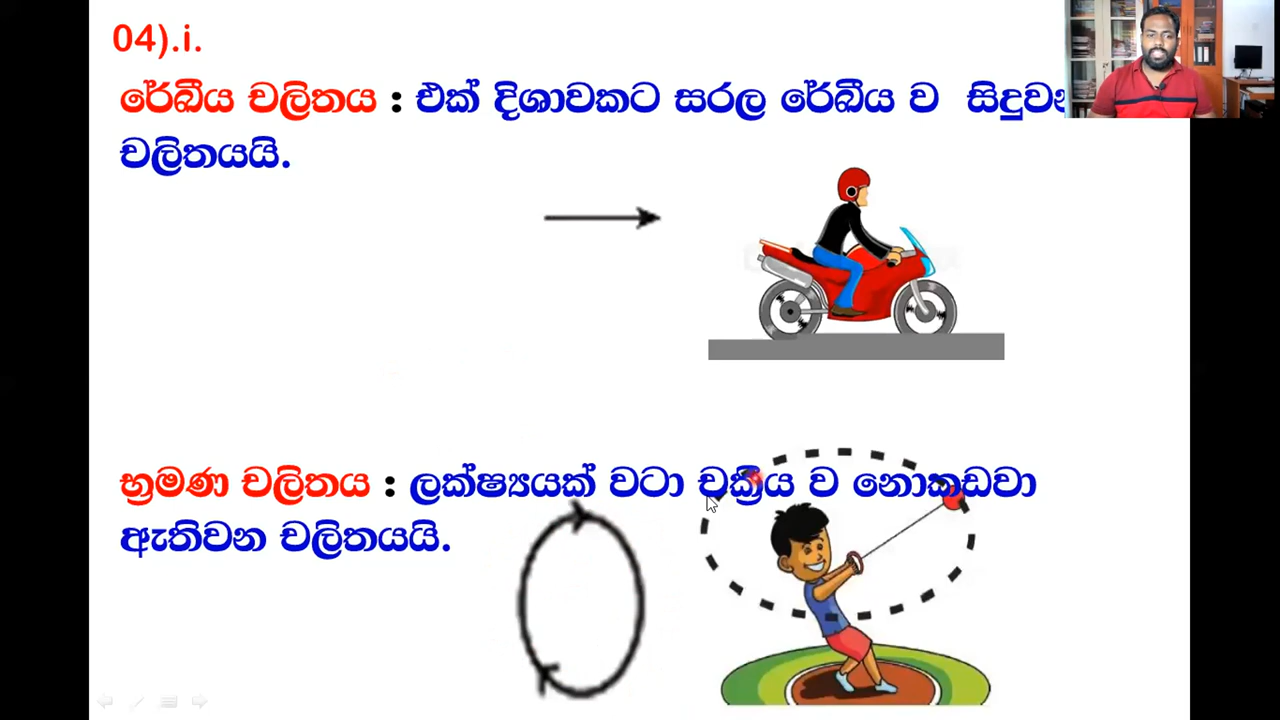 04).i.
රේඛීය චලිතය : එක් දිශාවකට සරල රේඛීය ව සිදුවන
චලිතයයි.
භ්‍රමණ චලිතය : ලක්ෂ්‍යයක් වටා චක්‍රීය ව නොකඩවා
ඇතිවන චලිතයයි.